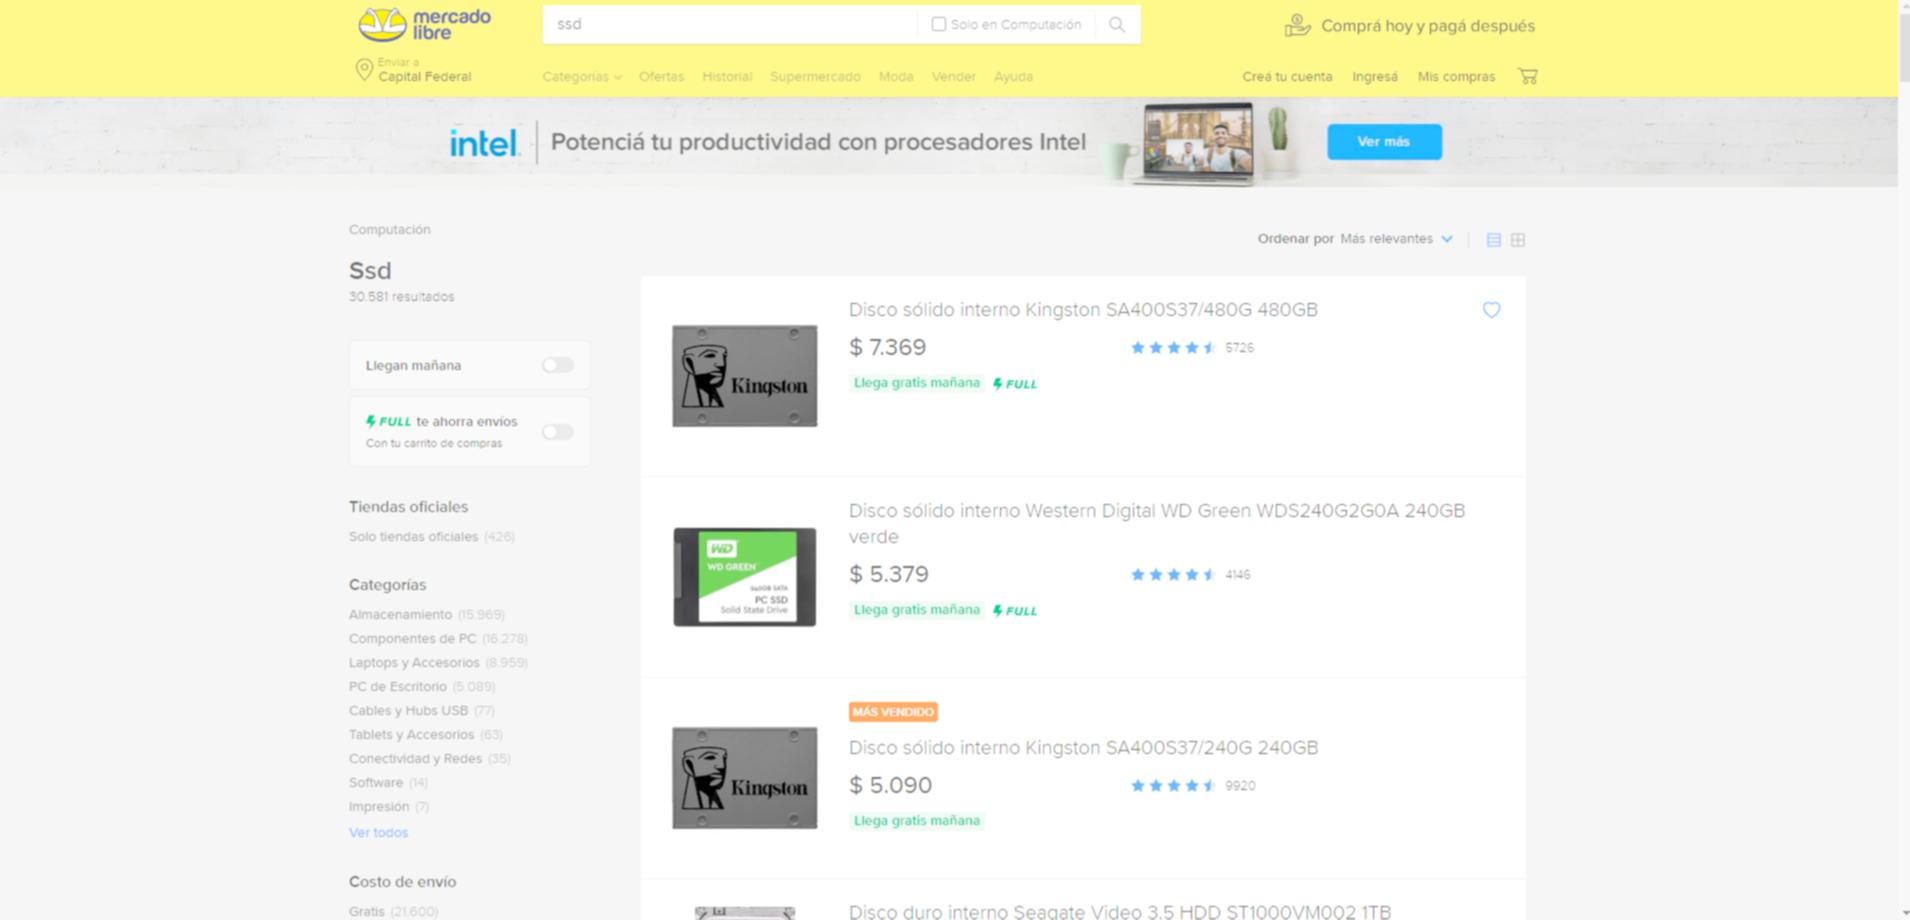 mercado
libre
ssd
Solo en Computación
Comprá hoy y pagá después
Enviar a
Capital Federal
Categorías
Ofertas
Historial
Supermercado
Moda
Vender
Ayuda
Creá tu cuenta
Ingresá
Mis compras
intel.
Potenciá tu productividad con procesadores Intel
Ver más
Computación
Ssd
30.581 resultados
Ordenar por Más relevantes
Llegan mañana
FULL te ahorra envíos
Con tu carrito de compras
Tiendas oficiales
Solo tiendas oficiales (426)
Categorías
Almacenamiento (15.969)
Componentes de PC (16.278)
Laptops y Accesorios (8.959)
PC de Escritorio (5.089)
Cables y Hubs USB (77)
Tablets y Accesorios (63)
Conectividad y Redes (35)
Software (14)
Impresión (7)
Ver todos
Costo de envío
Gratis (21.600)
Kingston
Disco sólido interno Kingston SA400S37/480G 480GB
$ 7.369
5726
Llega gratis mañana FULL
WD
WD GREEN
PC SSD
Solid State Drive
Disco sólido interno Western Digital WD Green WDS240G2G0A 240GB
verde
$ 5.379
4146
Llega gratis mañana FULL
Kingston
MÁS VENDIDO
Disco sólido interno Kingston SA400S37/240G 240GB
$ 5.090
9920
Llega gratis mañana
Disco duro interno Seagate Video 3.5 HDD ST1000VM002 1TB